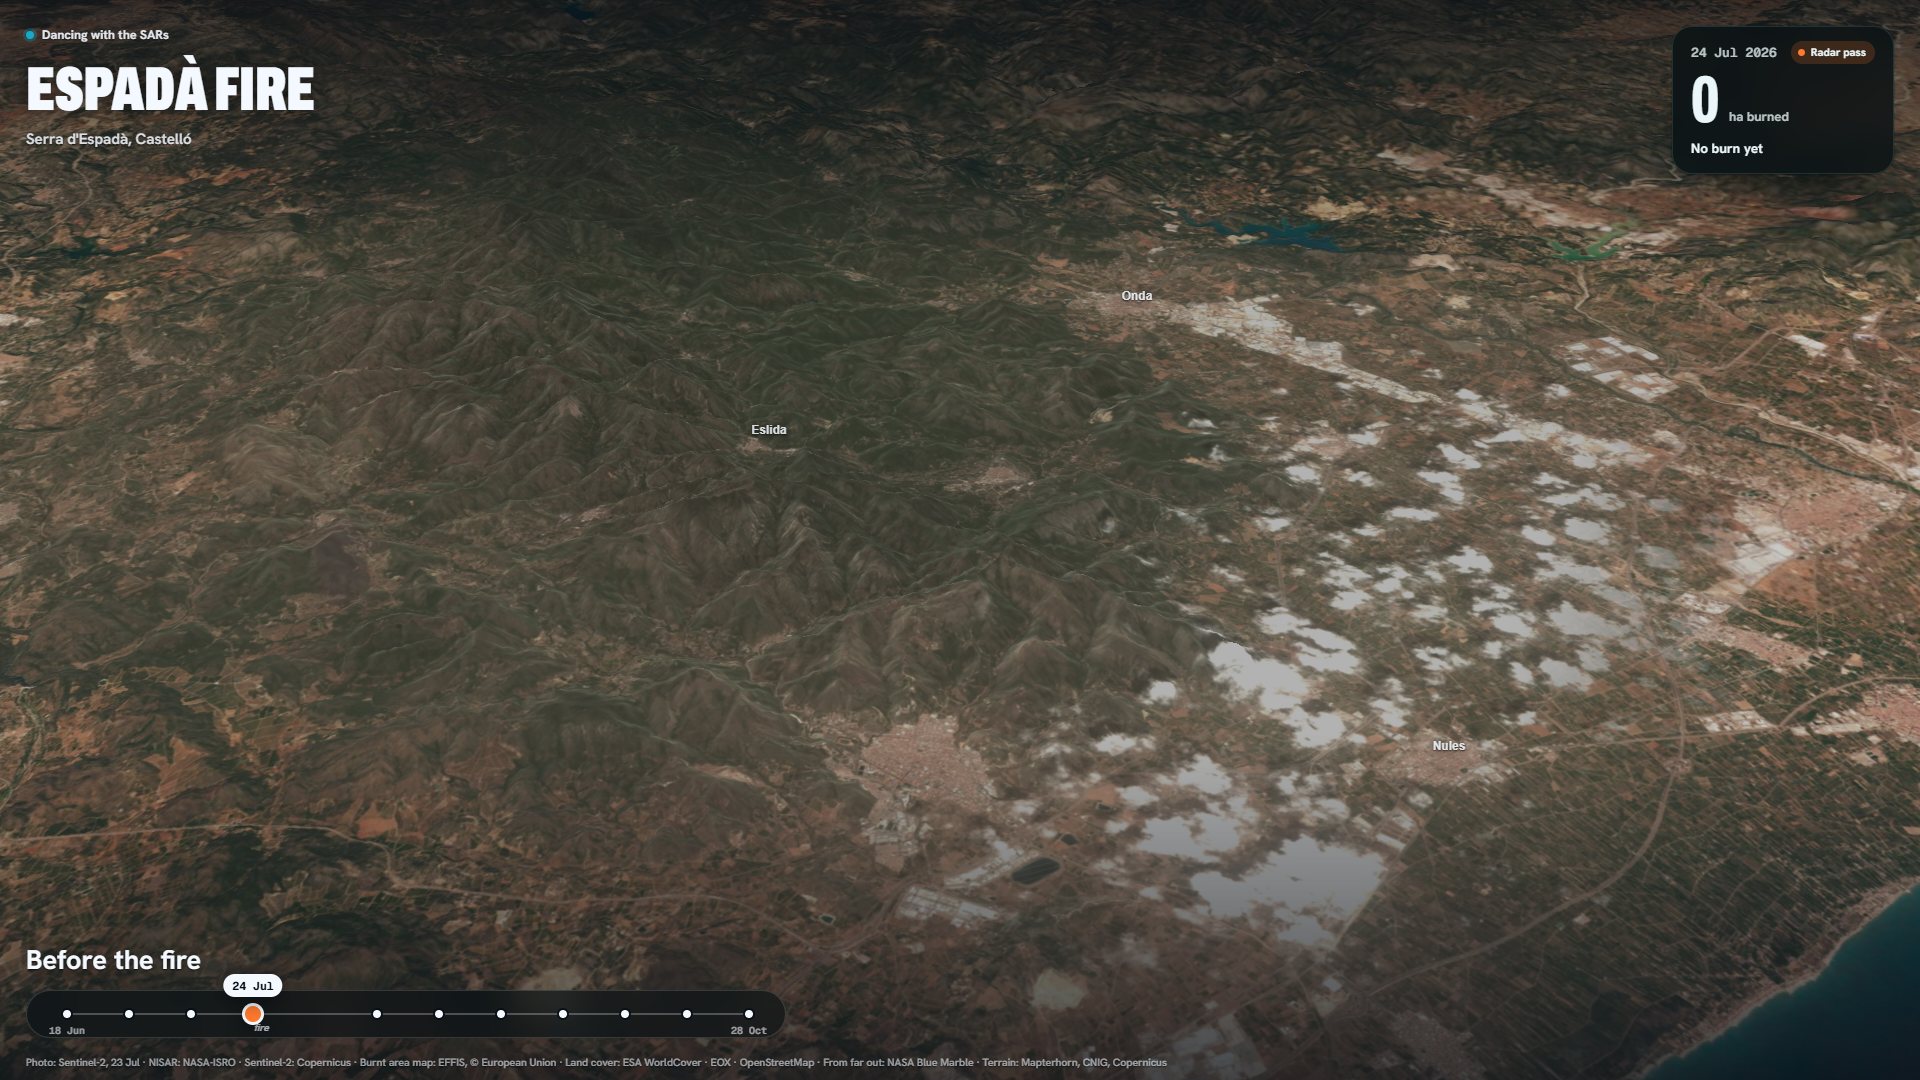 Dancing with the SARs
ESPADÀ FIRE
Serra d'Espadà, Castelló
24 Jul 2026
Radar pass
0 ha burned
No burn yet
Onda
Eslida
Nules
Before the fire
24 Jul
fire
18 Jun
28 Oct
Photo: Sentinel-2, 23 Jul · NISAR: NASA-ISRO · Sentinel-2: Copernicus · Burnt area map: EFFIS, © European Union · Land cover: ESA WorldCover · EOX · OpenStreetMap · From far out: NASA Blue Marble · Terrain: Mapterhorn, CNIG, Copernicus